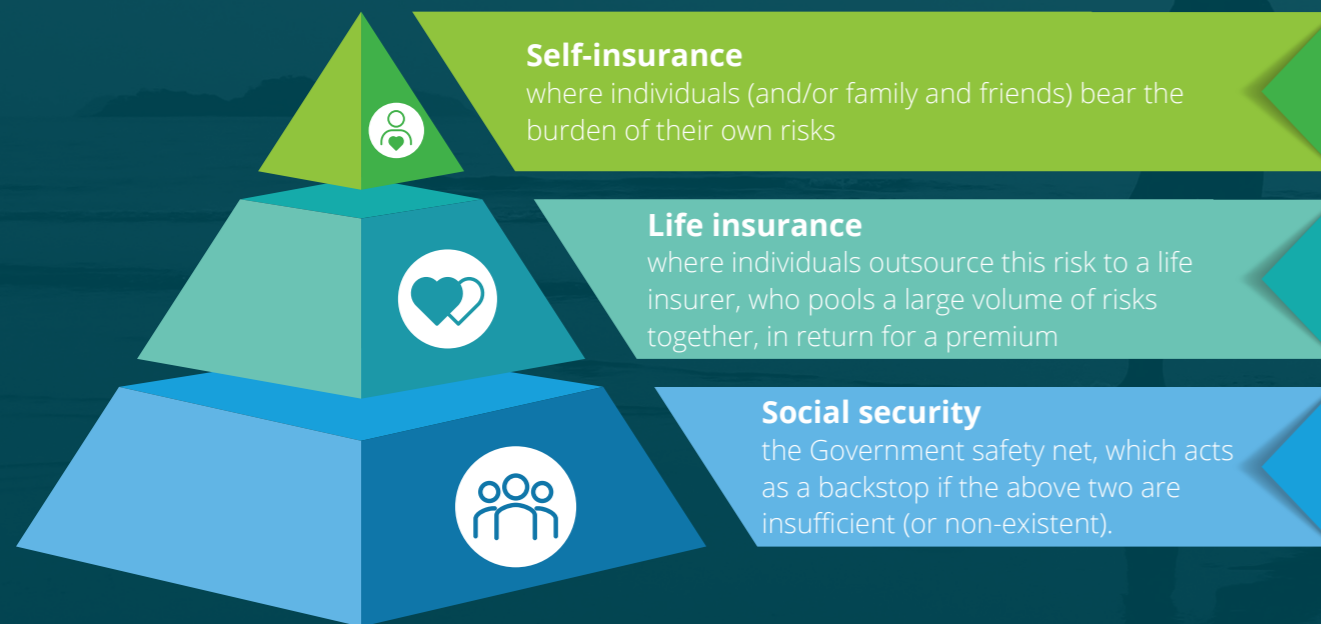 Self-insurance
where individuals (and/or family and friends) bear the
burden of their own risks
Life insurance
where individuals outsource this risk to a life
insurer, who pools a large volume of risks
together, in return for a premium
Social security
the Government safety net, which acts
as a backstop if the above two are
insufficient (or non-existent).